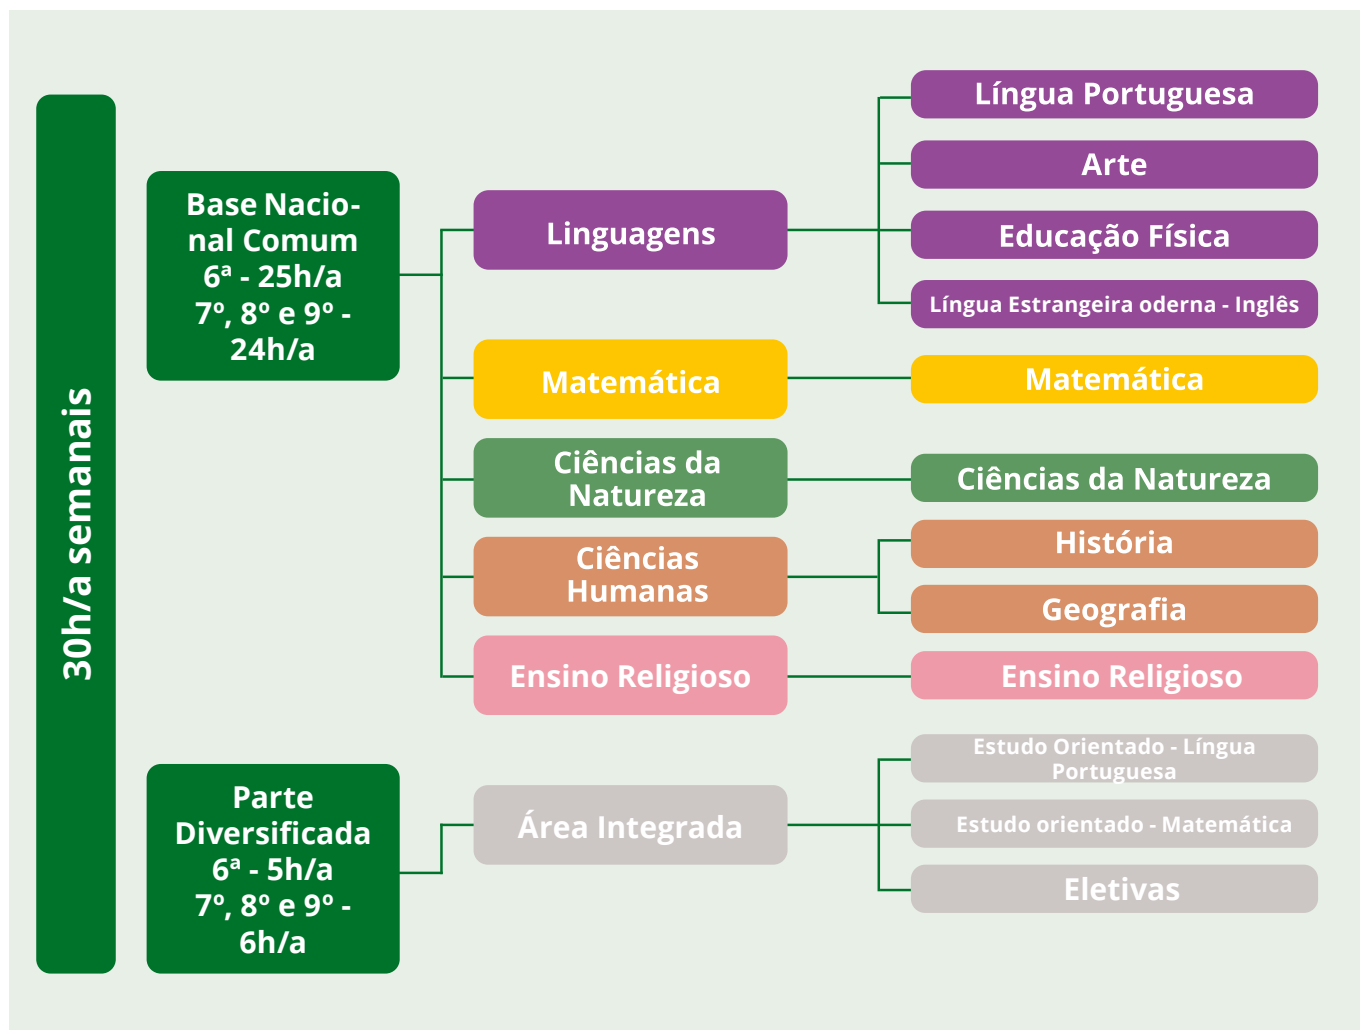 30h/a semanais
Base Nacio-
nal Comum
6ª - 25h/a
7º, 8º e 9º -
24h/a
Linguagens
Língua Portuguesa
Arte
Educação Física
Língua Estrangeira oderna - Inglês
Matemática
Matemática
Ciências da
Natureza
Ciências da Natureza
Ciências
Humanas
História
Geografia
Ensino Religioso
Ensino Religioso
Parte
Diversificada
6ª - 5h/a
7º, 8º e 9º -
6h/a
Área Integrada
Estudo Orientado - Língua
Portuguesa
Estudo orientado - Matemática
Eletivas